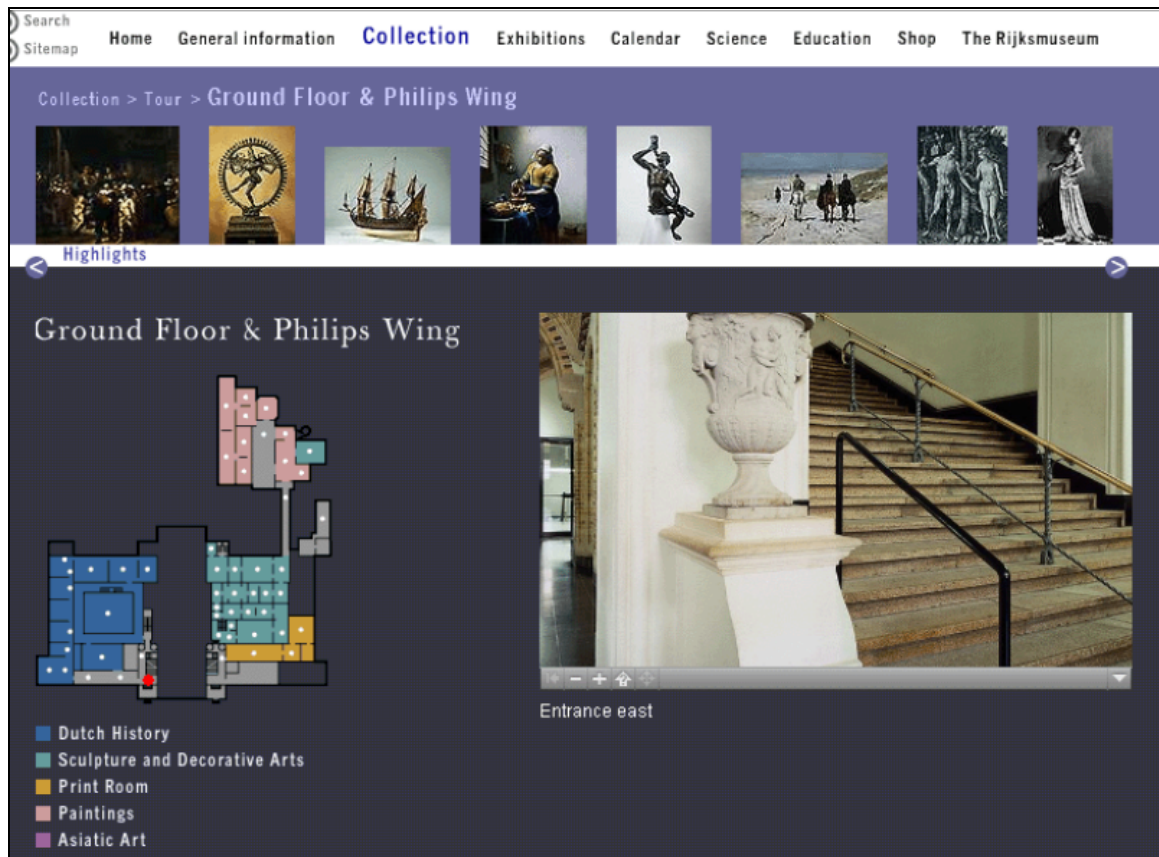 Search
Sitemap
Home General information Collection Exhibitions Calendar Science Education Shop The Rijksmuseum
Collection > Tour > Ground Floor & Philips Wing
Highlights
< >
Ground Floor & Philips Wing
Entrance east
Dutch History
Sculpture and Decorative Arts
Print Room
Paintings
Asiatic Art